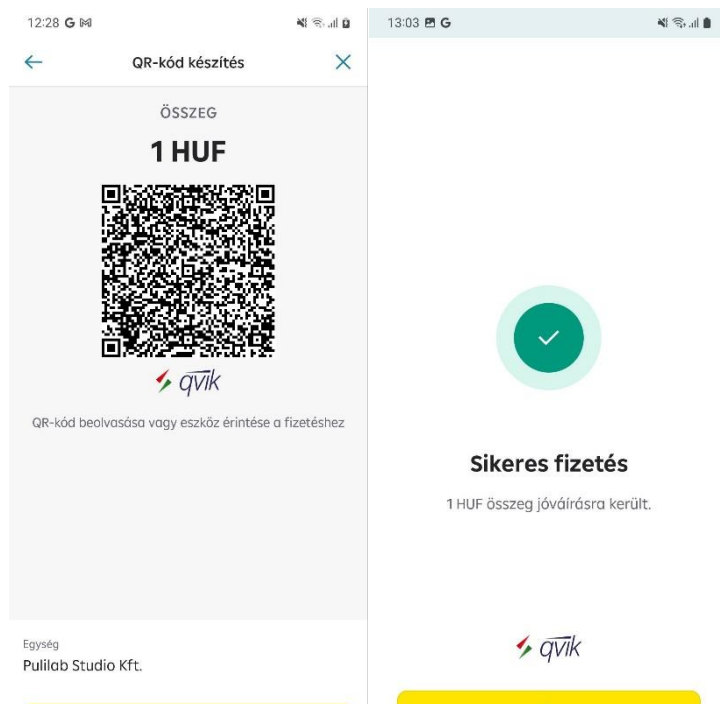 12:28 G M
QR-kód készítés
ÖSSZEG
1 HUF
qvik
QR-kód beolvasása vagy eszköz érintése a fizetéshez
Egység
Pulilab Studio Kft.
13:03 G
Sikeres fizetés
1 HUF összeg jóváírásra került.
qvik